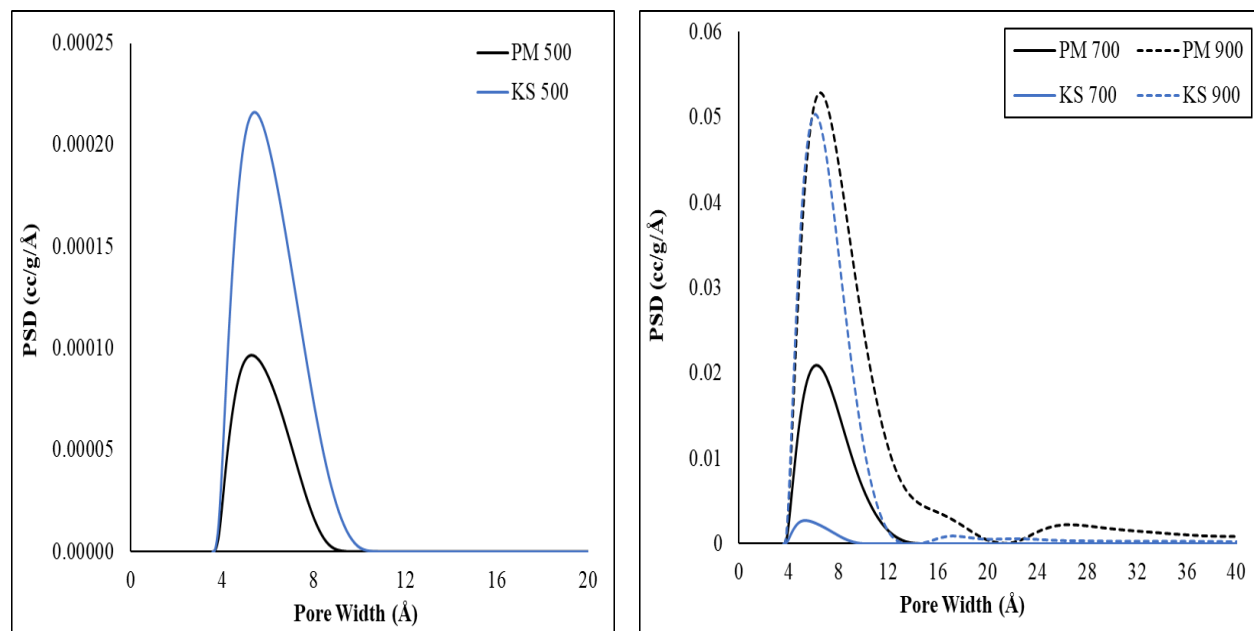 0.00025
0.00020
0.00015
0.00010
0.00005
0.00000
PSD (cc/g/Å)
PM 500
KS 500
0 4 8 12 16 20
Pore Width (Å)
0.06
0.05
0.04
0.03
0.02
0.01
0
PSD (cc/g/Å)
PM 700 PM 900
KS 700 KS 900
0 4 8 12 16 20 24 28 32 36 40
Pore Width (Å)